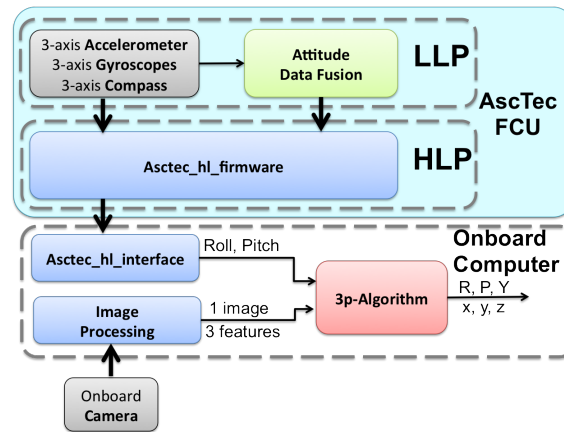 3-axis Accelerometer
3-axis Gyroscopes
3-axis Compass
Attitude
Data Fusion
LLP
AscTec
FCU
Asctec_hl_firmware
HLP
Onboard
Computer
Asctec_hl_interface
Roll, Pitch
3p-Algorithm
R, P, Y
x, y, z
Image
Processing
1 image
3 features
Onboard
Camera